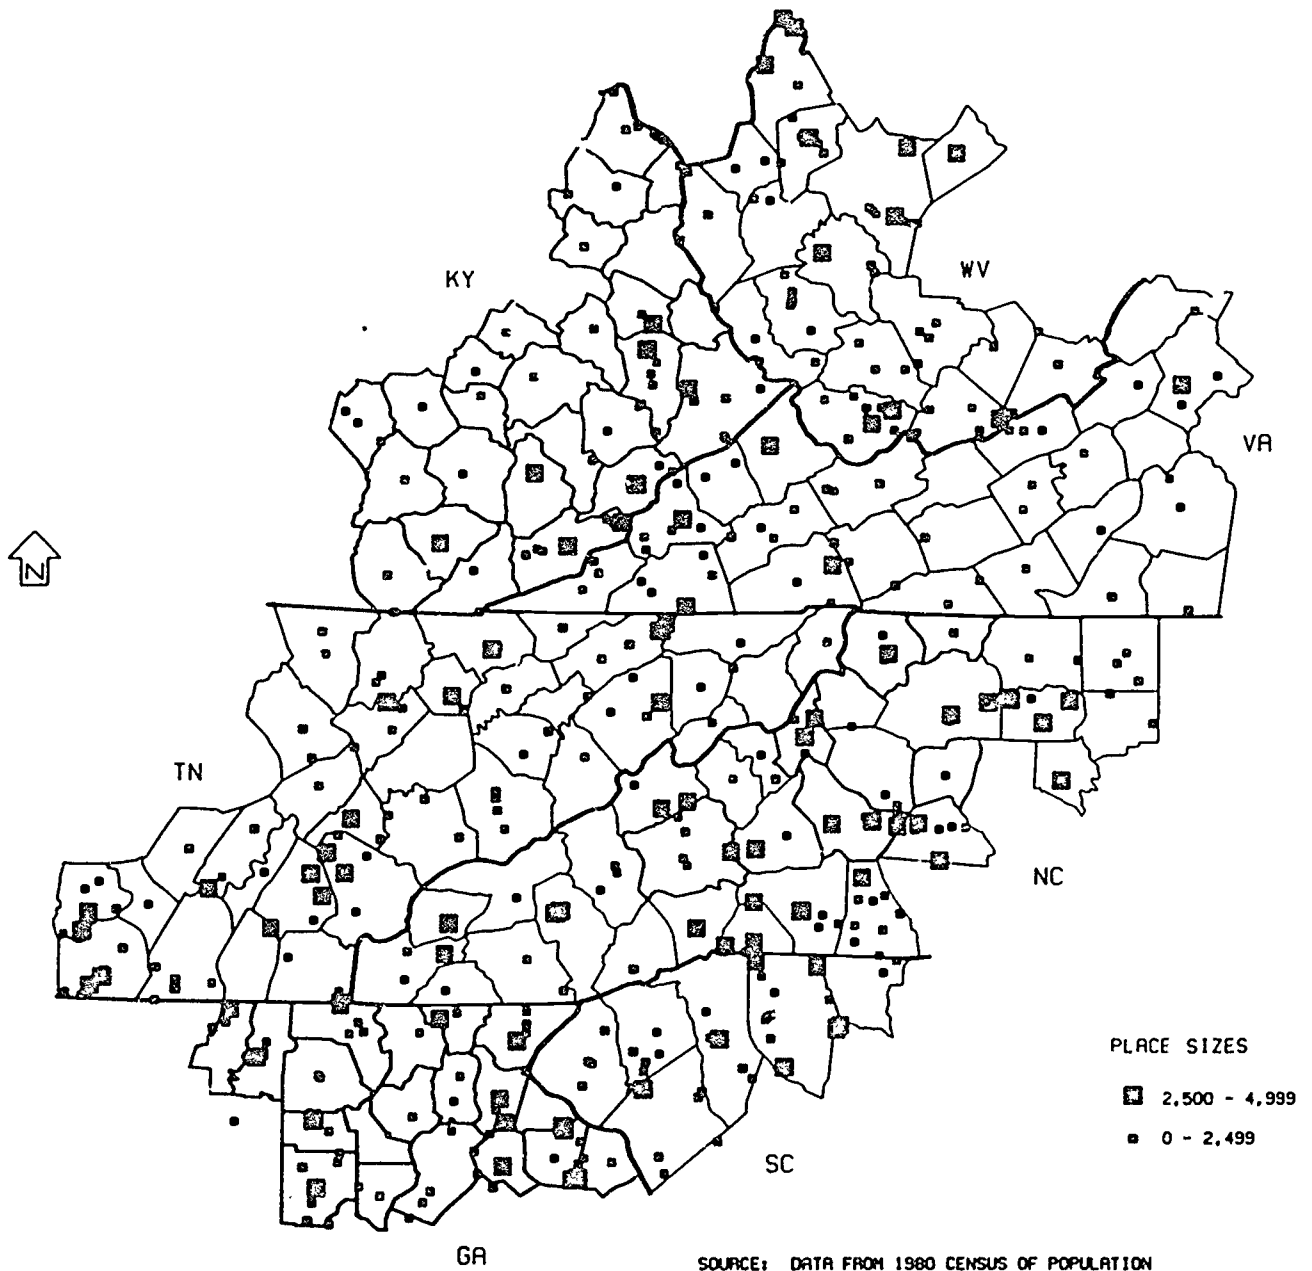 KY
WV
VA
N
TN
NC
PLACE SIZES
2,500 - 4,999
0 - 2,499
SC
GA
SOURCE: DATA FROM 1980 CENSUS OF POPULATION